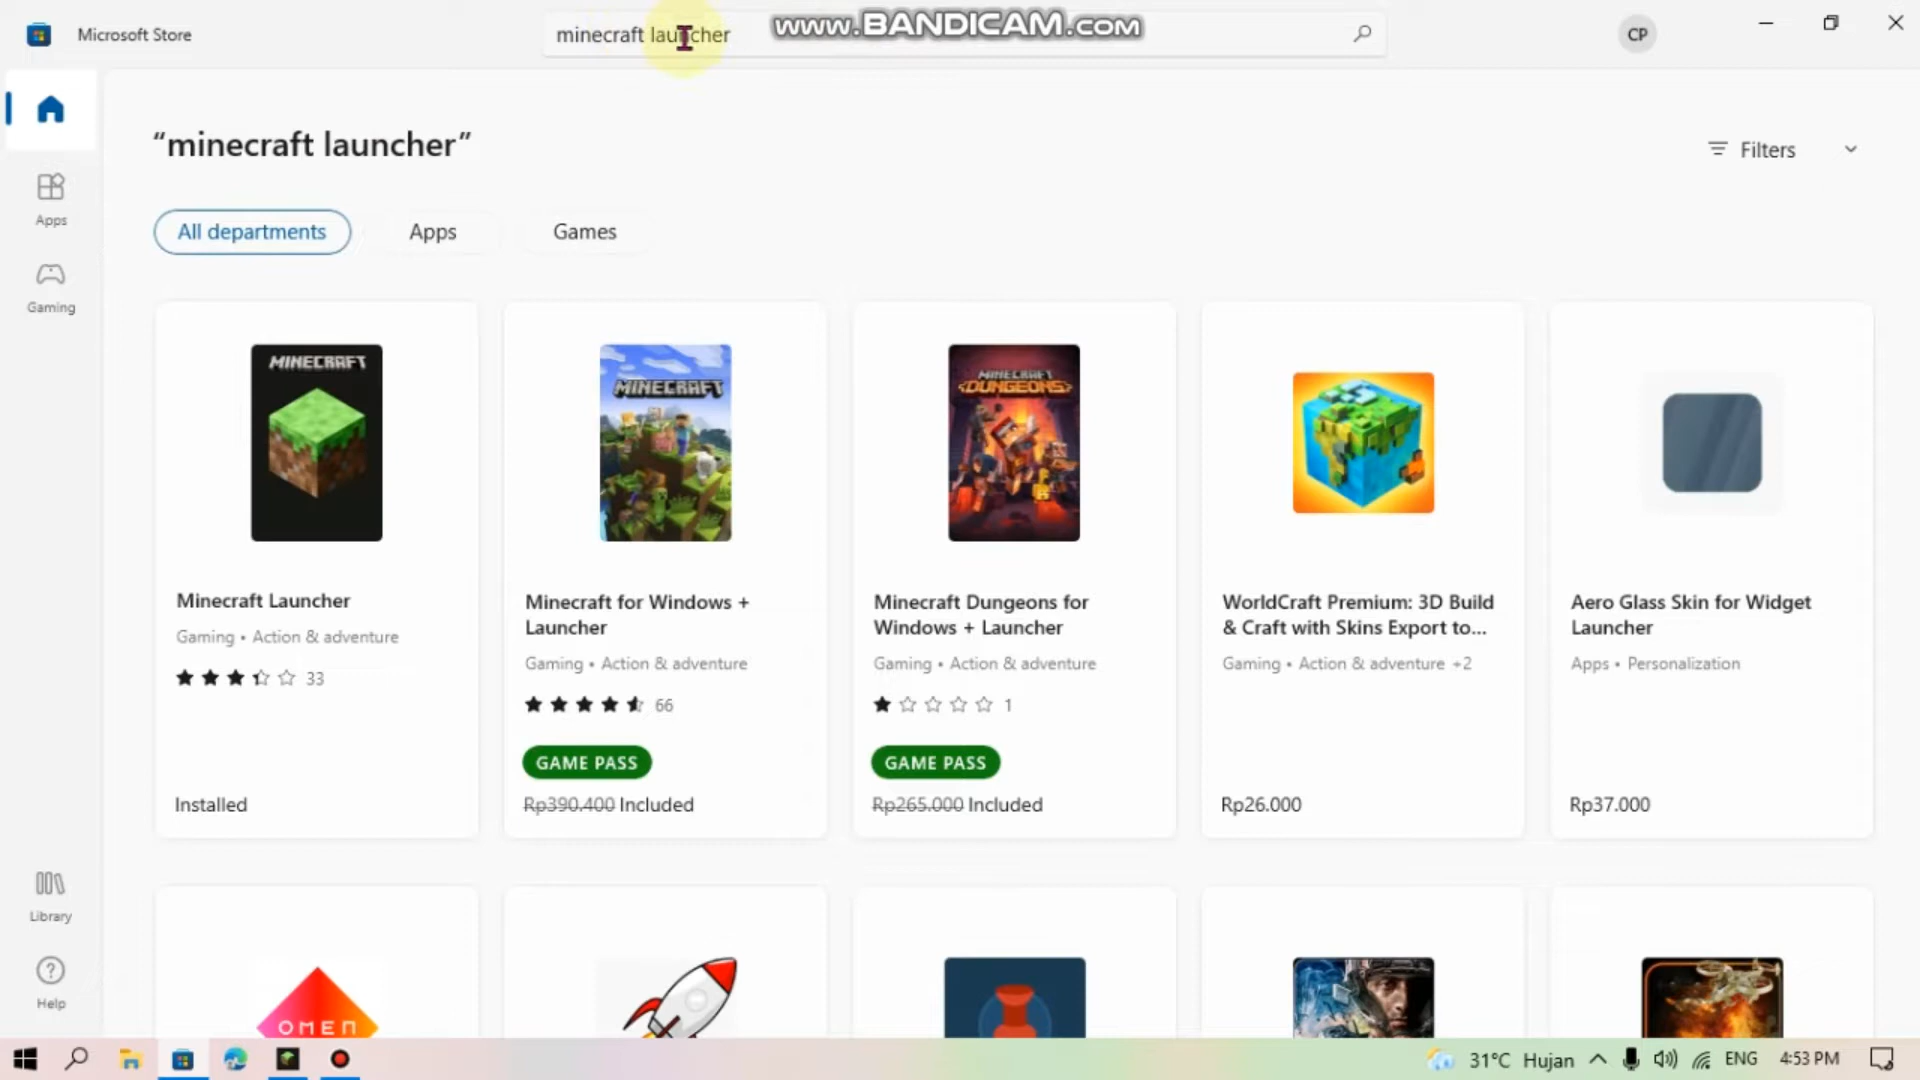 Microsoft Store
minecraft launcher
www.BANDICAM.com
CP
“minecraft launcher”
Filters
All departments
Apps
Games
Apps
Gaming
MINECRAFT
MINECRAFT
MINECRAFT
DUNGEONS
Minecraft Launcher
Gaming • Action & adventure
33
Installed
Minecraft for Windows +
Launcher
Gaming • Action & adventure
66
GAME PASS
Rp390.400 Included
Minecraft Dungeons for
Windows + Launcher
Gaming • Action & adventure
1
GAME PASS
Rp265.000 Included
WorldCraft Premium: 3D Build
& Craft with Skins Export to...
Gaming • Action & adventure +2
Rp26.000
Aero Glass Skin for Widget
Launcher
Apps • Personalization
Rp37.000
Library
Help
OMEN
31°C Hujan
ENG
4:53 PM